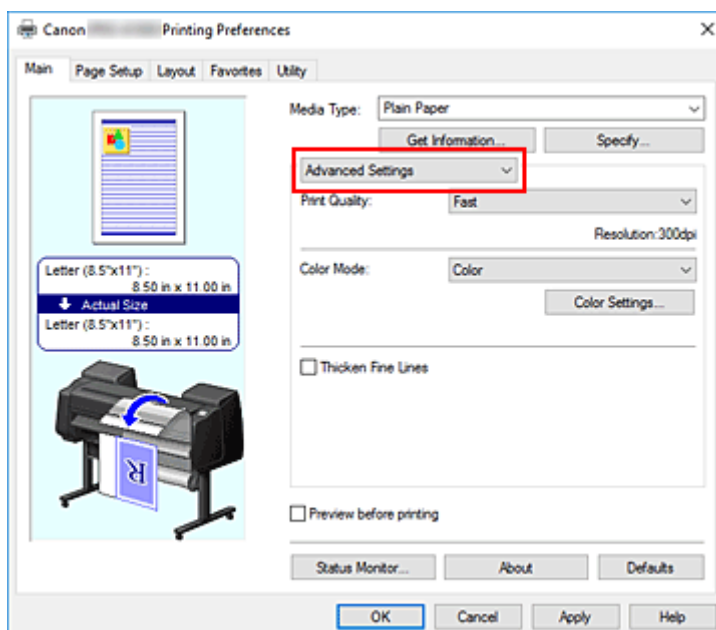 Canon Printing Preferences
Main Page Setup Layout Favorites Utility
Media Type: Plain Paper
Get Information... Specify...
Advanced Settings
Print Quality: Fast
Resolution:300dpi
Color Mode: Color
Color Settings...
Thicken Fine Lines
Letter (8.5"x11") :
8.50 in x 11.00 in
Actual Size
Letter (8.5"x11") :
8.50 in x 11.00 in
R
Preview before printing
Status Monitor... About Defaults
OK Cancel Apply Help